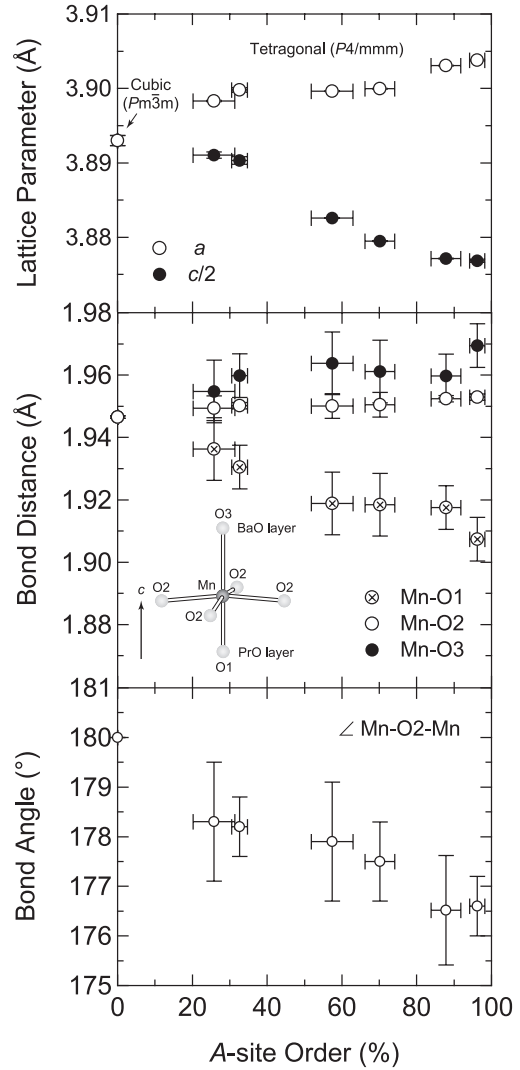 Lattice Parameter (Å)
3.90
3.89
3.88
Cubic
(Pm3̄m)
Tetragonal (P4/mmm)
a
c/2
Bond Distance (Å)
1.98
1.96
1.94
1.92
1.90
1.88
O3
BaO layer
c
Mn
O2
O2
O2
O2
PrO layer
O1
Mn-O1
Mn-O2
Mn-O3
Bond Angle (°)
181
180
179
178
177
176
175
∠ Mn-O2-Mn
0
20
40
60
80
100
A-site Order (%)